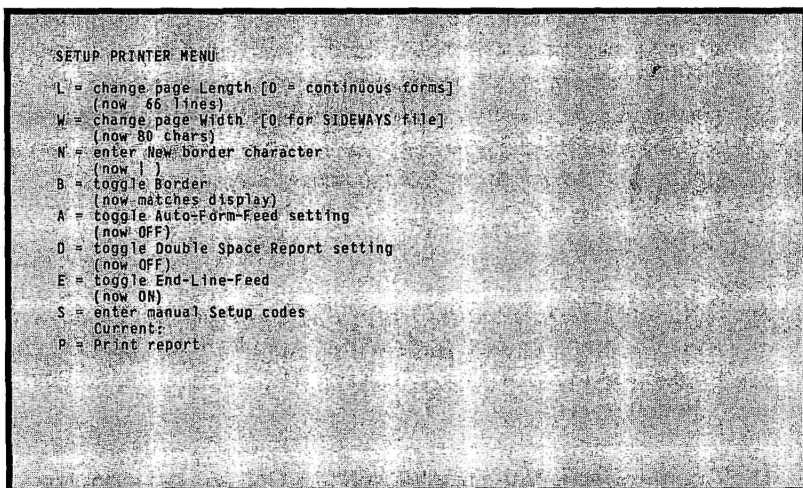 SETUP PRINTER MENU
L = change page Length [0 = continuous forms]
(now 66 lines)
W = change page Width [0 for SIDEWAYS file]
(now 80 chars)
N = enter New border character
(now | )
B = toggle Border
(now matches display)
A = toggle Auto-Form-Feed setting
(now OFF)
D = toggle Double Space Report setting
(now OFF)
E = toggle End-Line-Feed
(now ON)
S = enter manual Setup codes
Current:
P = Print report